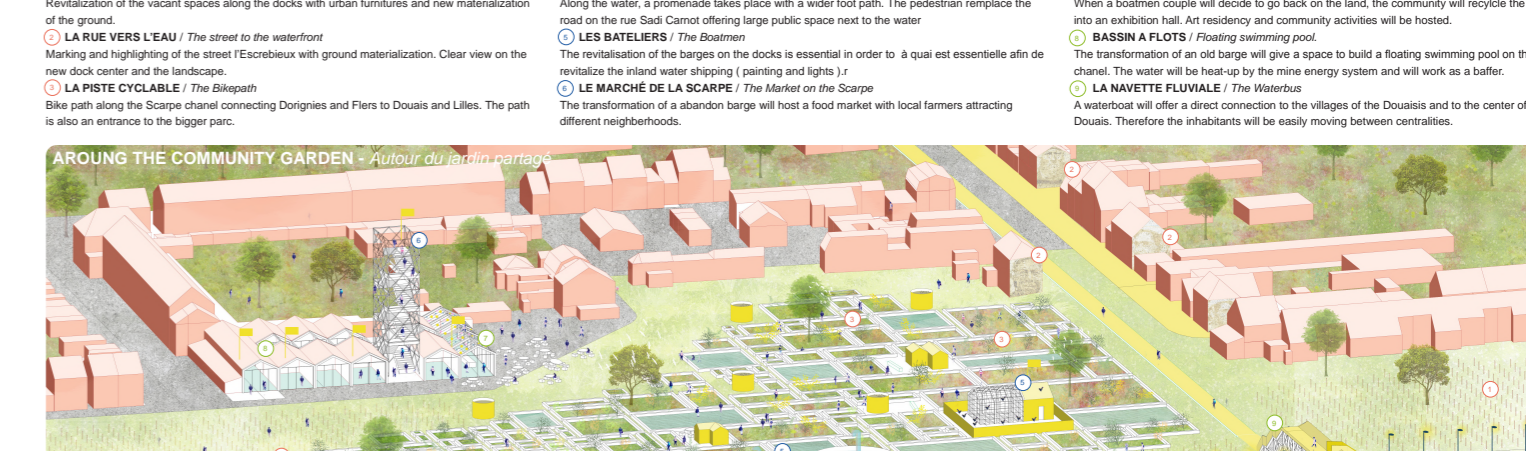 Revitalization of the vacant spaces along the docks with urban furnitures and new materialization
of the ground.
2 LA RUE VERS L'EAU / The street to the waterfront
Marking and highlighting of the street l'Escrebieux with ground materialization. Clear view on the
new dock center and the landscape.
3 LA PISTE CYCLABLE / The Bikepath
Bike path along the Scarpe chanel connecting Dorignies and Flers to Douais and Lilles. The path
is also an entrance to the bigger parc.
Along the water, a promenade takes place with a wider foot path. The pedestrian remplace the
road on the rue Sadi Carnot offering large public space next to the water
5 LES BATELIERS / The Boatmen
The revitalisation of the barges on the docks is essential in order to à quai est essentielle afin de
revitalize the inland water shipping ( painting and lights ).r
6 LE MARCHÉ DE LA SCARPE / The Market on the Scarpe
The transformation of a abandon barge will host a food market with local farmers attracting
different neighberhoods.
When a boatmen couple will decide to go back on the land, the community will recylcle the
into an exhibition hall. Art residency and community activities will be hosted.
8 BASSIN A FLOTS / Floating swimming pool.
The transformation of an old barge will give a space to build a floating swimming pool on th
chanel. The water will be heat-up by the mine energy system and will work as a baffer.
9 LA NAVETTE FLUVIALE / The Waterbus
A waterboat will offer a direct connection to the villages of the Douaisis and to the center of
Douais. Therefore the inhabitants will be easily moving between centralities.
AROUNG THE COMMUNITY GARDEN - Autour du jardin partagé
2
2
6
2
3
7
3
8
5
1
9